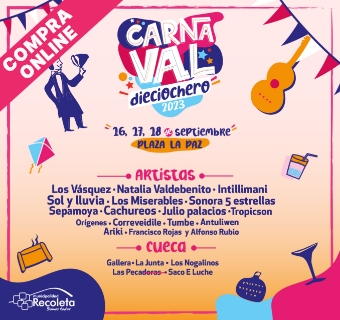 COMPRA
ONLINE
CARNA
VAL
dieciochero
2023
16, 17, 18 de septiembre
PLAZA LA PAZ
ARTISTAS
Los Vásquez · Natalia Valdebenito · Intillimani
Sol y lluvia · Los Miserables · Sonora 5 estrellas
Sepamoya · Cachureos · Julio palacios · Tropicson
Orígenes · Correveidile · Tumbe · Antuliwen
Ariki · Francisco Rojas y Alfonso Rubio
CUECA
Gallera · La Junta · Los Nogalinos
Las Pecadoras · Saco E Luche
municipalidad
Recoleta
Somos todos